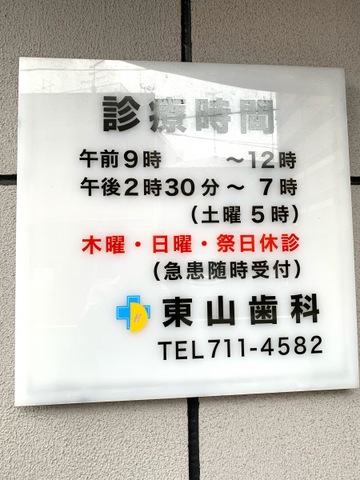 診療時間
午前9時　　～12時
午後2時30分～ 7時
(土曜 5時)
木曜・日曜・祭日休診
(急患随時受付)
東山歯科
TEL711-4582